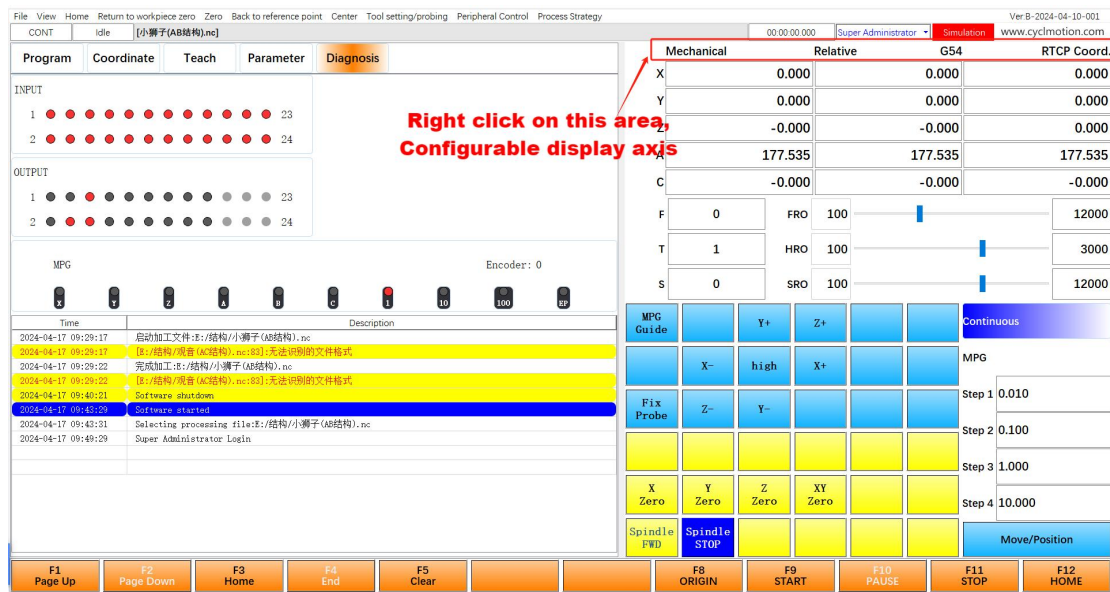 File View Home Return to workpiece zero Zero Back to reference point Center Tool setting/probing Peripheral Control Process Strategy Ver:B-2024-04-10-001
CONT Idle [小狮子(AB结构).nc] 00:00:00.000 Super Administrator Simulation www.cyclmotion.com
Program Coordinate Teach Parameter Diagnosis
INPUT
1 23
2 24
OUTPUT
1 23
2 24
MPG Encoder: 0
X Y Z A B C 1 10 100 EP
Time Description
2024-04-17 09:29:17 启动加工文件:E:/结构/小狮子(AB结构).nc
2024-04-17 09:29:17 [E:/结构/观音(AC结构).nc:83]:无法识别的文件格式
2024-04-17 09:29:22 完成加工:E:/结构/小狮子(AB结构).nc
2024-04-17 09:29:22 [E:/结构/观音(AC结构).nc:83]:无法识别的文件格式
2024-04-17 09:40:21 Software shutdown
2024-04-17 09:43:29 Software started
2024-04-17 09:43:31 Selecting processing file:E:/结构/小狮子(AB结构).nc
2024-04-17 09:49:29 Super Administrator Login
Right click on this area,
Configurable display axis
Mechanical Relative G54 RTCP Coord.
X 0.000 0.000 0.000
Y 0.000 0.000 0.000
Z -0.000 -0.000 0.000
A 177.535 177.535 177.535
C -0.000 -0.000 -0.000
F 0 FRO 100 12000
T 1 HRO 100 3000
S 0 SRO 100 12000
MPG Guide Y+ Z+ Continuous
X- high X+ MPG
Fix Probe Z- Y- Step 1 0.010
Step 2 0.100
Step 3 1.000
X Zero Y Zero Z Zero XY Zero Step 4 10.000
Spindle FWD Spindle STOP Move/Position
F1 F2 F3 F4 F5 F8 F9 F10 F11 F12
Page Up Page Down Home End Clear ORIGIN START PAUSE STOP HOME